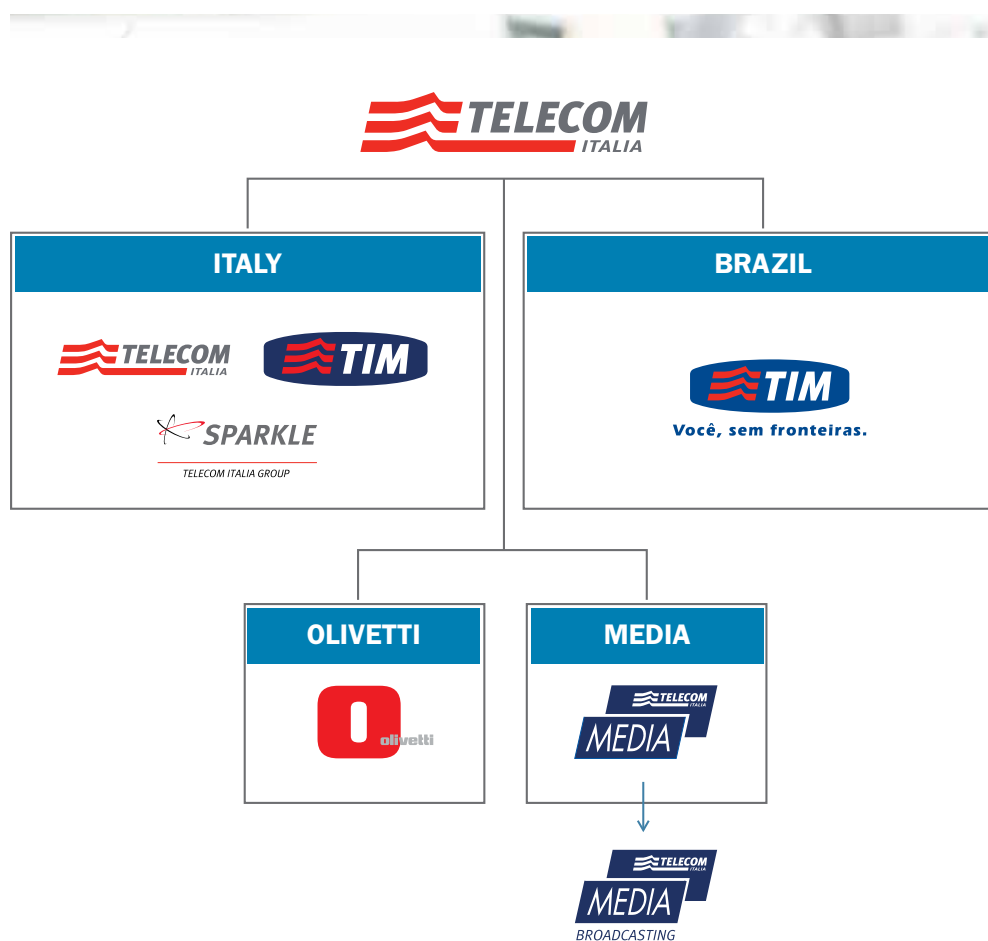 TELECOM
ITALIA
ITALY
BRAZIL
TELECOM
ITALIA
TIM
SPARKLE
TELECOM ITALIA GROUP
TIM
Você, sem fronteiras.
OLIVETTI
MEDIA
olivetti
TELECOM
ITALIA
MEDIA
TELECOM
ITALIA
MEDIA
BROADCASTING